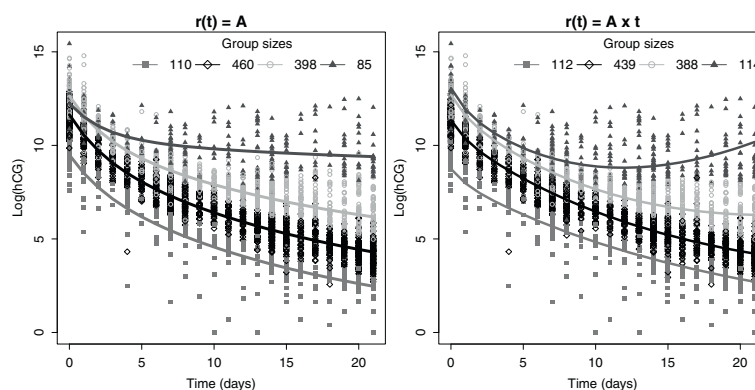 r(t) = A
Group sizes
110 460 398 85
15
10
5
0
Log(hCG)
0 5 10 15 20
Time (days)
r(t) = A x t
Group sizes
112 439 388 114
15
10
5
0
Log(hCG)
0 5 10 15 20
Time (days)